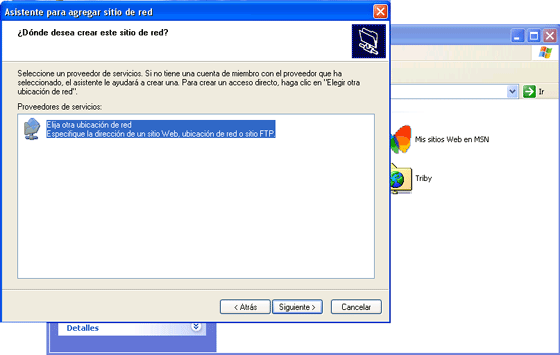 Asistente para agregar sitio de red
¿Dónde desea crear este sitio de red?
Seleccione un proveedor de servicios. Si no tiene una cuenta de miembro con el proveedor que ha
seleccionado, el asistente le ayudará a crear una. Para crear un acceso directo, haga clic en "Elegir otra
ubicación de red".
Proveedores de servicios:
Elija otra ubicación de red
Especifique la dirección de un sitio Web, ubicación de red o sitio FTP.
< Atrás
Siguiente >
Cancelar
Ir
Mis sitios Web en MSN
Triby
Detalles